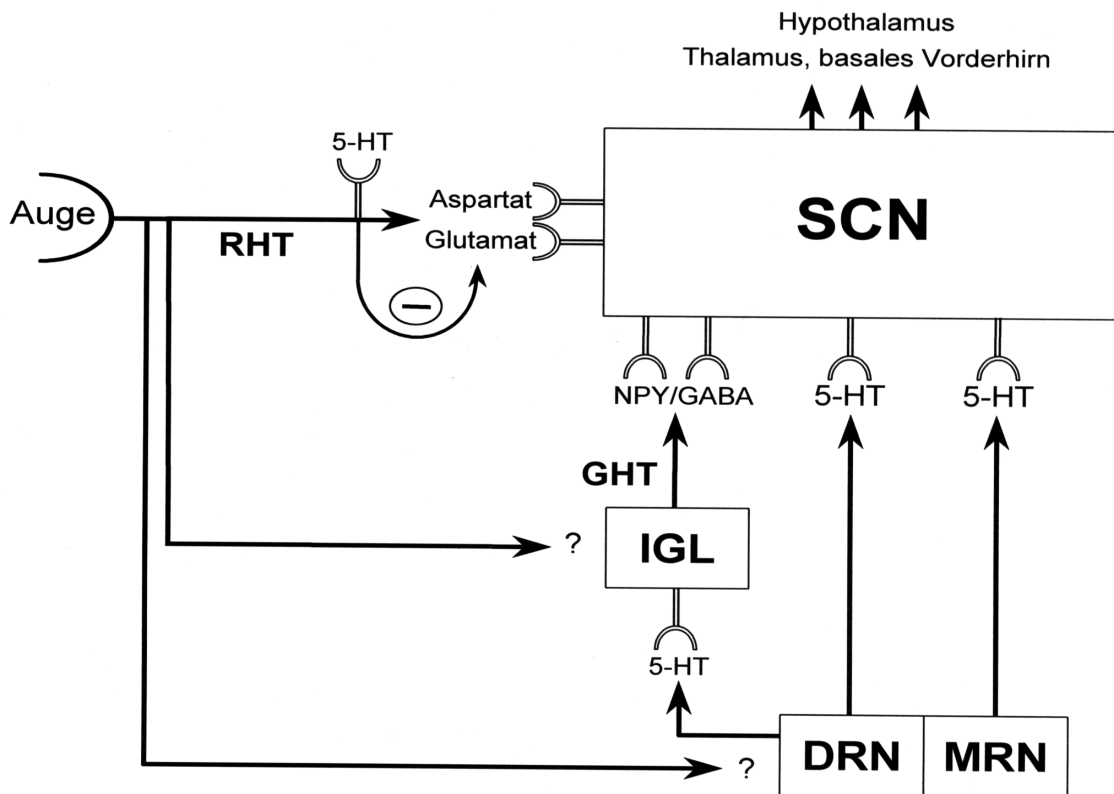 Hypothalamus
Thalamus, basales Vorderhirn
5-HT
Aspartat
Auge
SCN
RHT
Glutamat
NPY/GABA
5-HT
5-HT
GHT
?
IGL
5-HT
?
DRN
MRN